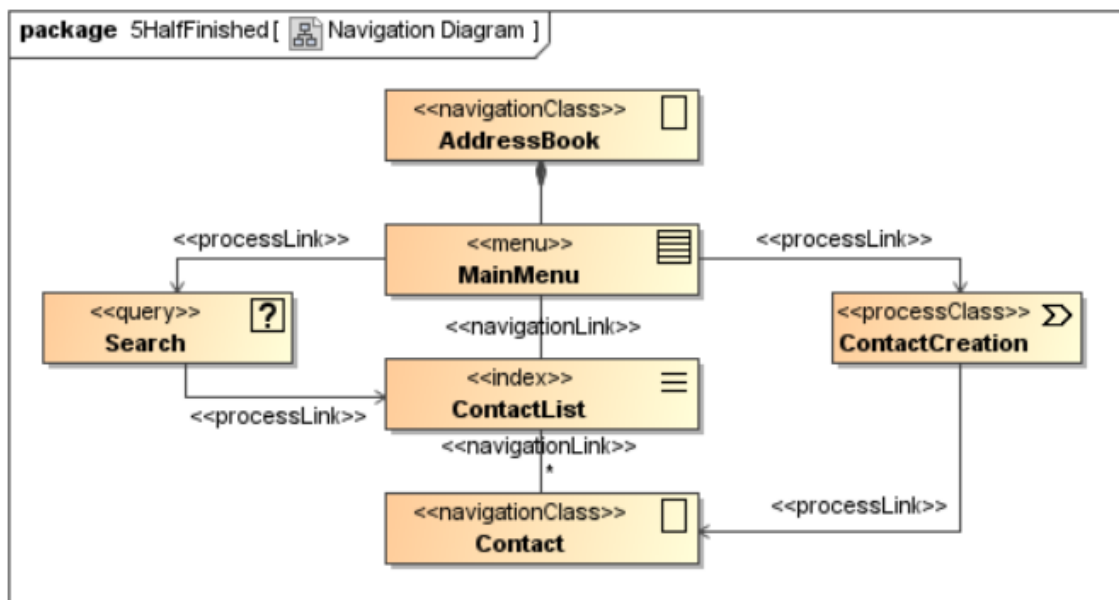 package 5HalfFinished [ Navigation Diagram ]
<<navigationClass>>
AddressBook
<<processLink>>
<<menu>>
MainMenu
<<processLink>>
<<query>>
Search
?
<<navigationLink>>
<<processClass>>
ContactCreation
<<index>>
ContactList
<<processLink>>
<<navigationLink>>
*
<<navigationClass>>
Contact
<<processLink>>